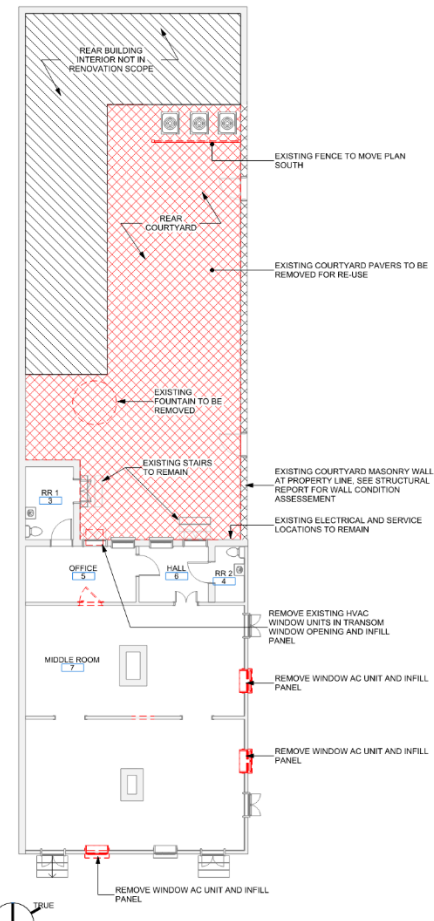 REAR BUILDING
INTERIOR NOT IN
RENOVATION SCOPE
EXISTING FENCE TO MOVE PLAN
SOUTH
REAR
COURTYARD
EXISTING COURTYARD PAVERS TO BE
REMOVED FOR RE-USE
EXISTING
FOUNTAIN TO BE
REMOVED
EXISTING STAIRS
TO REMAIN
EXISTING COURTYARD MASONRY WALL
AT PROPERTY LINE, SEE STRUCTURAL
REPORT FOR WALL CONDITION
ASSESSEMENT
RR 1
3
EXISTING ELECTRICAL AND SERVICE
LOCATIONS TO REMAIN
OFFICE
5
HALL
6
RR 2
4
REMOVE EXISTING HVAC
WINDOW UNITS IN TRANSOM
WINDOW OPENING AND INFILL
PANEL
MIDDLE ROOM
7
REMOVE WINDOW AC UNIT AND INFILL
PANEL
REMOVE WINDOW AC UNIT AND INFILL
PANEL
REMOVE WINDOW AC UNIT AND INFILL
PANEL
TRUE